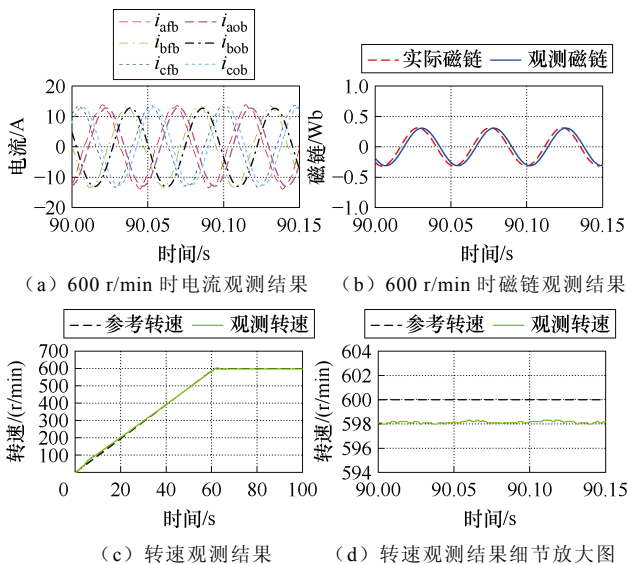 i_afb i_aob
i_bfb i_bob
i_cfb i_cob
20
10
0
−10
−20
电流/A
90.00 90.05 90.10 90.15
时间/s
(a) 600 r/min 时电流观测结果
实际磁链 观测磁链
1.0
0.5
0
−0.5
−1.0
磁链/Wb
90.00 90.05 90.10 90.15
时间/s
(b) 600 r/min 时磁链观测结果
参考转速 观测转速
700
600
500
400
300
200
100
转速/(r/min)
0 20 40 60 80 100
时间/s
(c) 转速观测结果
参考转速 观测转速
604
602
600
598
596
594
转速/(r/min)
90.00 90.05 90.10 90.15
时间/s
(d) 转速观测结果细节放大图